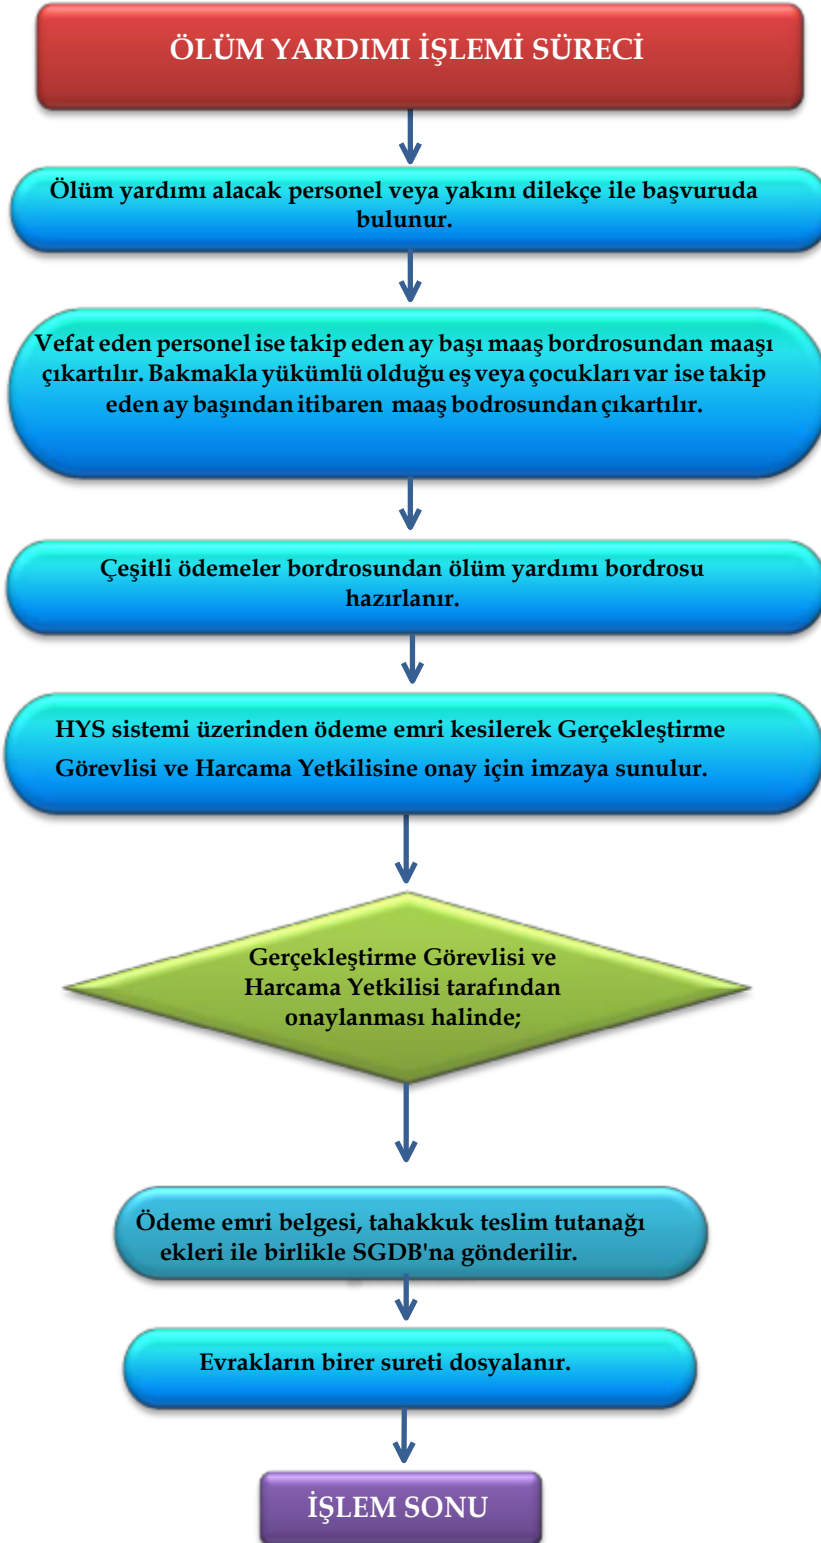 ÖLÜM YARDIMI İŞLEMİ SÜRECİ
Ölüm yardımı alacak personel veya yakını dilekçe ile başvuruda
bulunur.
Vefat eden personel ise takip eden ay başı maaş bordrosundan maaşı
çıkartılır. Bakmakla yükümlü olduğu eş veya çocukları var ise takip
eden ay başından itibaren maaş bodrosundan çıkartılır.
Çeşitli ödemeler bordrosundan ölüm yardımı bordrosu
hazırlanır.
HYS sistemi üzerinden ödeme emri kesilerek Gerçekleştirme
Görevlisi ve Harcama Yetkilisine onay için imzaya sunulur.
Gerçekleştirme Görevlisi ve
Harcama Yetkilisi tarafından
onaylanması halinde;
Ödeme emri belgesi, tahakkuk teslim tutanağı
ekleri ile birlikte SGDB'na gönderilir.
Evrakların birer sureti dosyalanır.
İŞLEM SONU